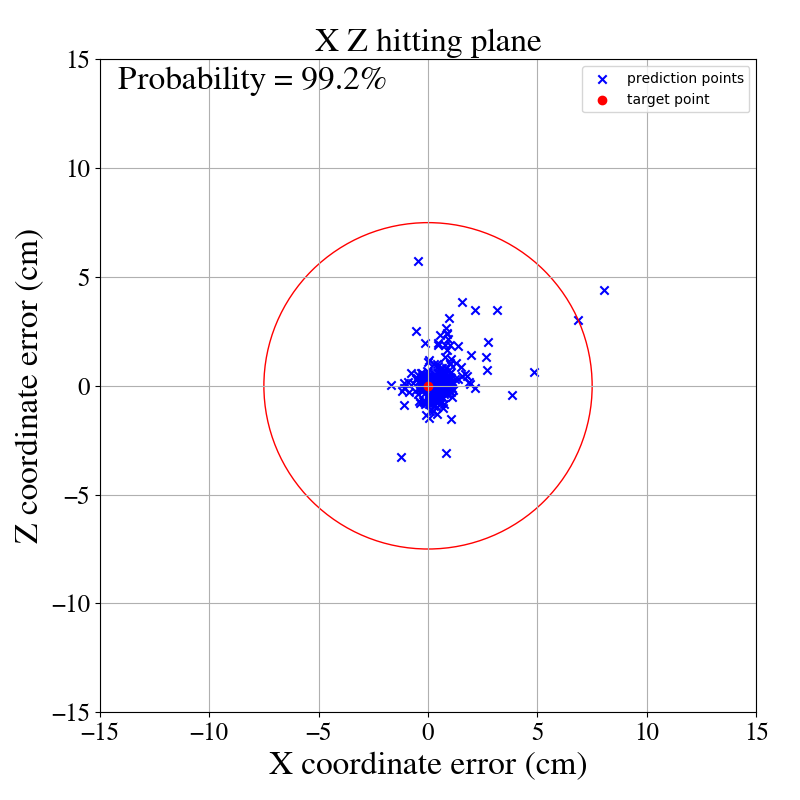 X Z hitting plane
Probability = 99.2%
prediction points
target point
15
10
5
0
−5
−10
−15
Z coordinate error (cm)
−15 −10 −5 0 5 10 15
X coordinate error (cm)